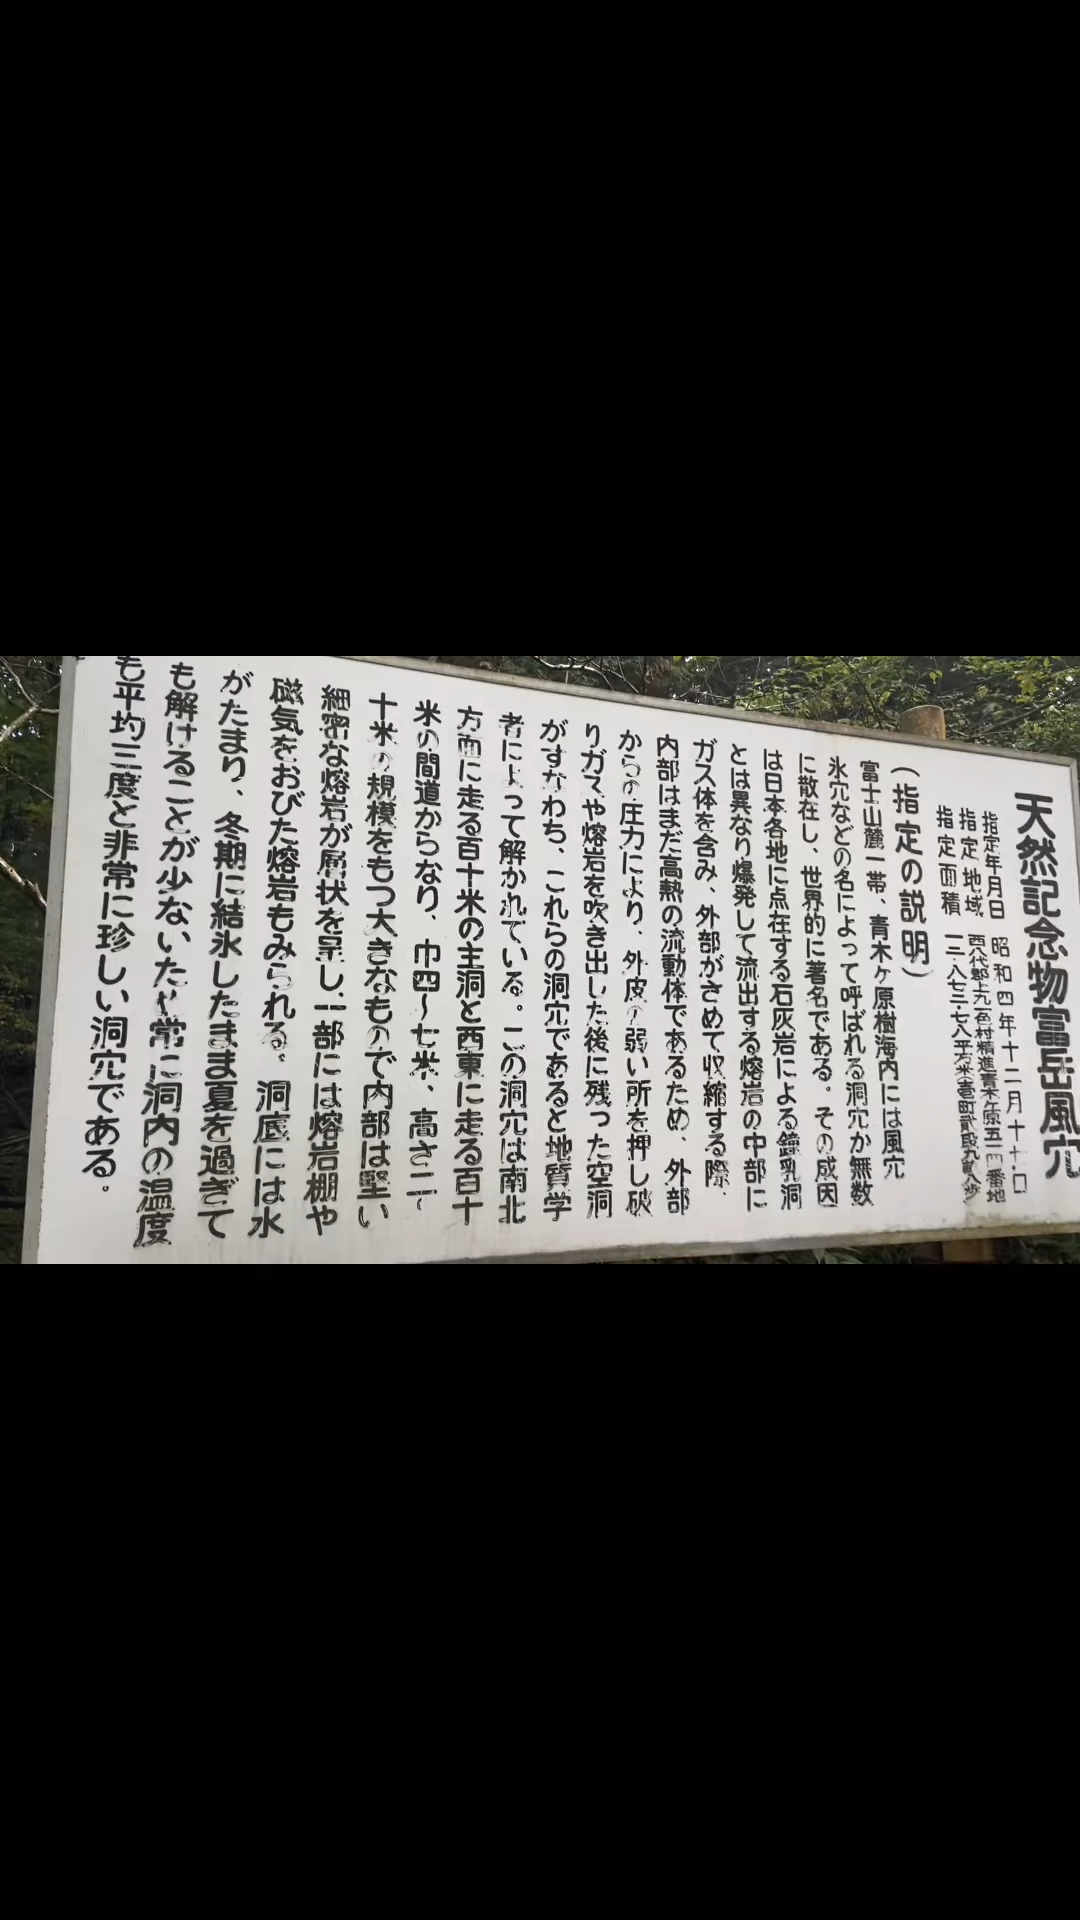 天然記念物富岳風穴
指定年月日 昭和四年十二月十
指定地域 西八代郡上九一色村精進青木ヶ原五 番地
指定面積 一三・八七三・七八平方米(壱町貳段九畝八歩
(指定の説明)
富士山麓一帯、青木ヶ原樹海内には風穴
氷穴などの名によって呼ばれる洞穴が無数
に散在し、世界的に著名である。その成因
は日本各地に点在する石灰岩による鐘乳洞
とは異なり爆発して流出する熔岩の中部に
ガス体を含み、外部がさめて収縮する際、
内部はまだ高熱の流動体であるため、外部
からの圧力により、外皮の弱い所を押し破
りガスや熔岩を吹き出した後に残った空洞
がすなわち、これらの洞穴であると地質学
者によって解かれている。この洞穴は南北
方面に走る百十米の主洞と西東に走る百十
米の間道からなり、巾四〜七米、高さ二〜
十米の規模をもつ大きなもので内部は堅い
細密な熔岩が層状を呈し、一部には熔岩棚や
磁気をおびた熔岩もみられる。洞底には水
がたまり、冬期に結氷したまま夏を過ぎて
も解けることが少ないため常に洞内の温度
も平均三度と非常に珍しい洞穴である。